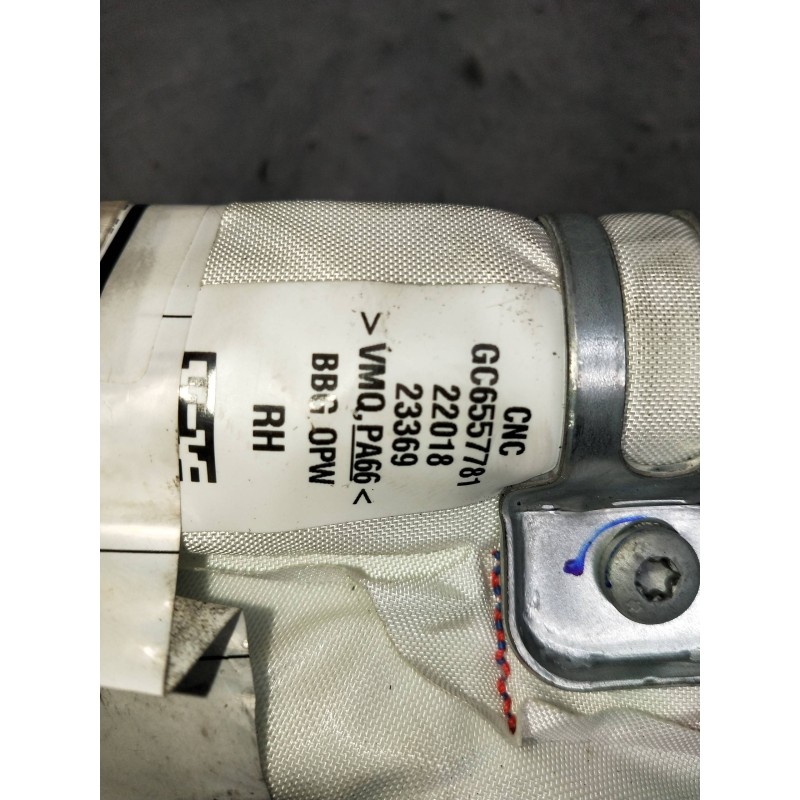 CNC
GC6557781
22018
23369
>VMQ,PA66<
BBG OPW
RH